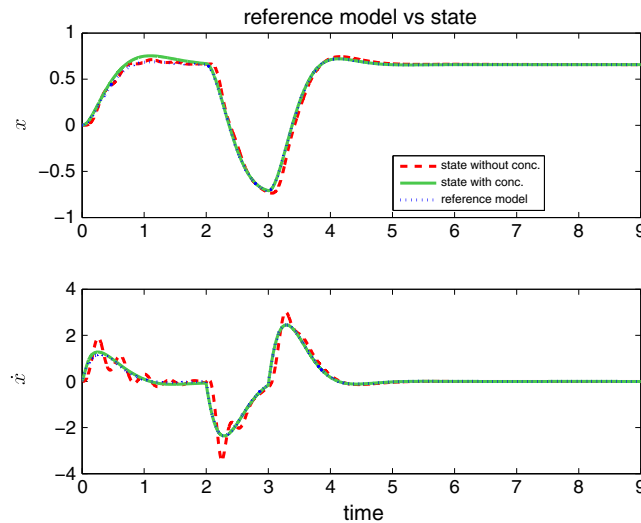 reference model vs state
1
0.5
0
−0.5
−1
x
0 1 2 3 4 5 6 7 8 9
state without conc.
state with conc.
reference model
4
2
0
−2
−4
ẋ
0 1 2 3 4 5 6 7 8 9
time